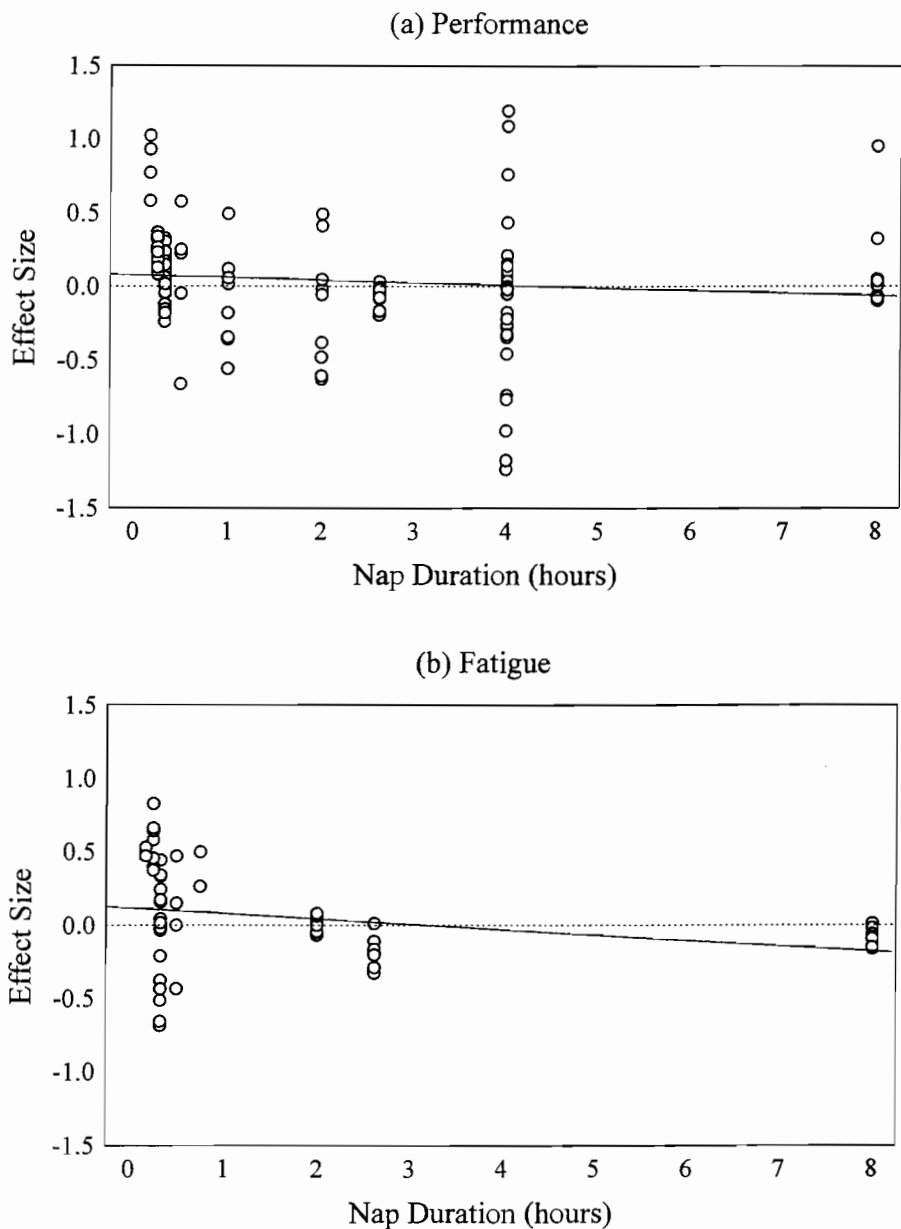 (a) Performance
1.5
1.0
0.5
0.0
-0.5
-1.0
-1.5
Effect Size
0 1 2 3 4 5 6 7 8
Nap Duration (hours)
(b) Fatigue
1.5
1.0
0.5
0.0
-0.5
-1.0
-1.5
Effect Size
0 1 2 3 4 5 6 7 8
Nap Duration (hours)